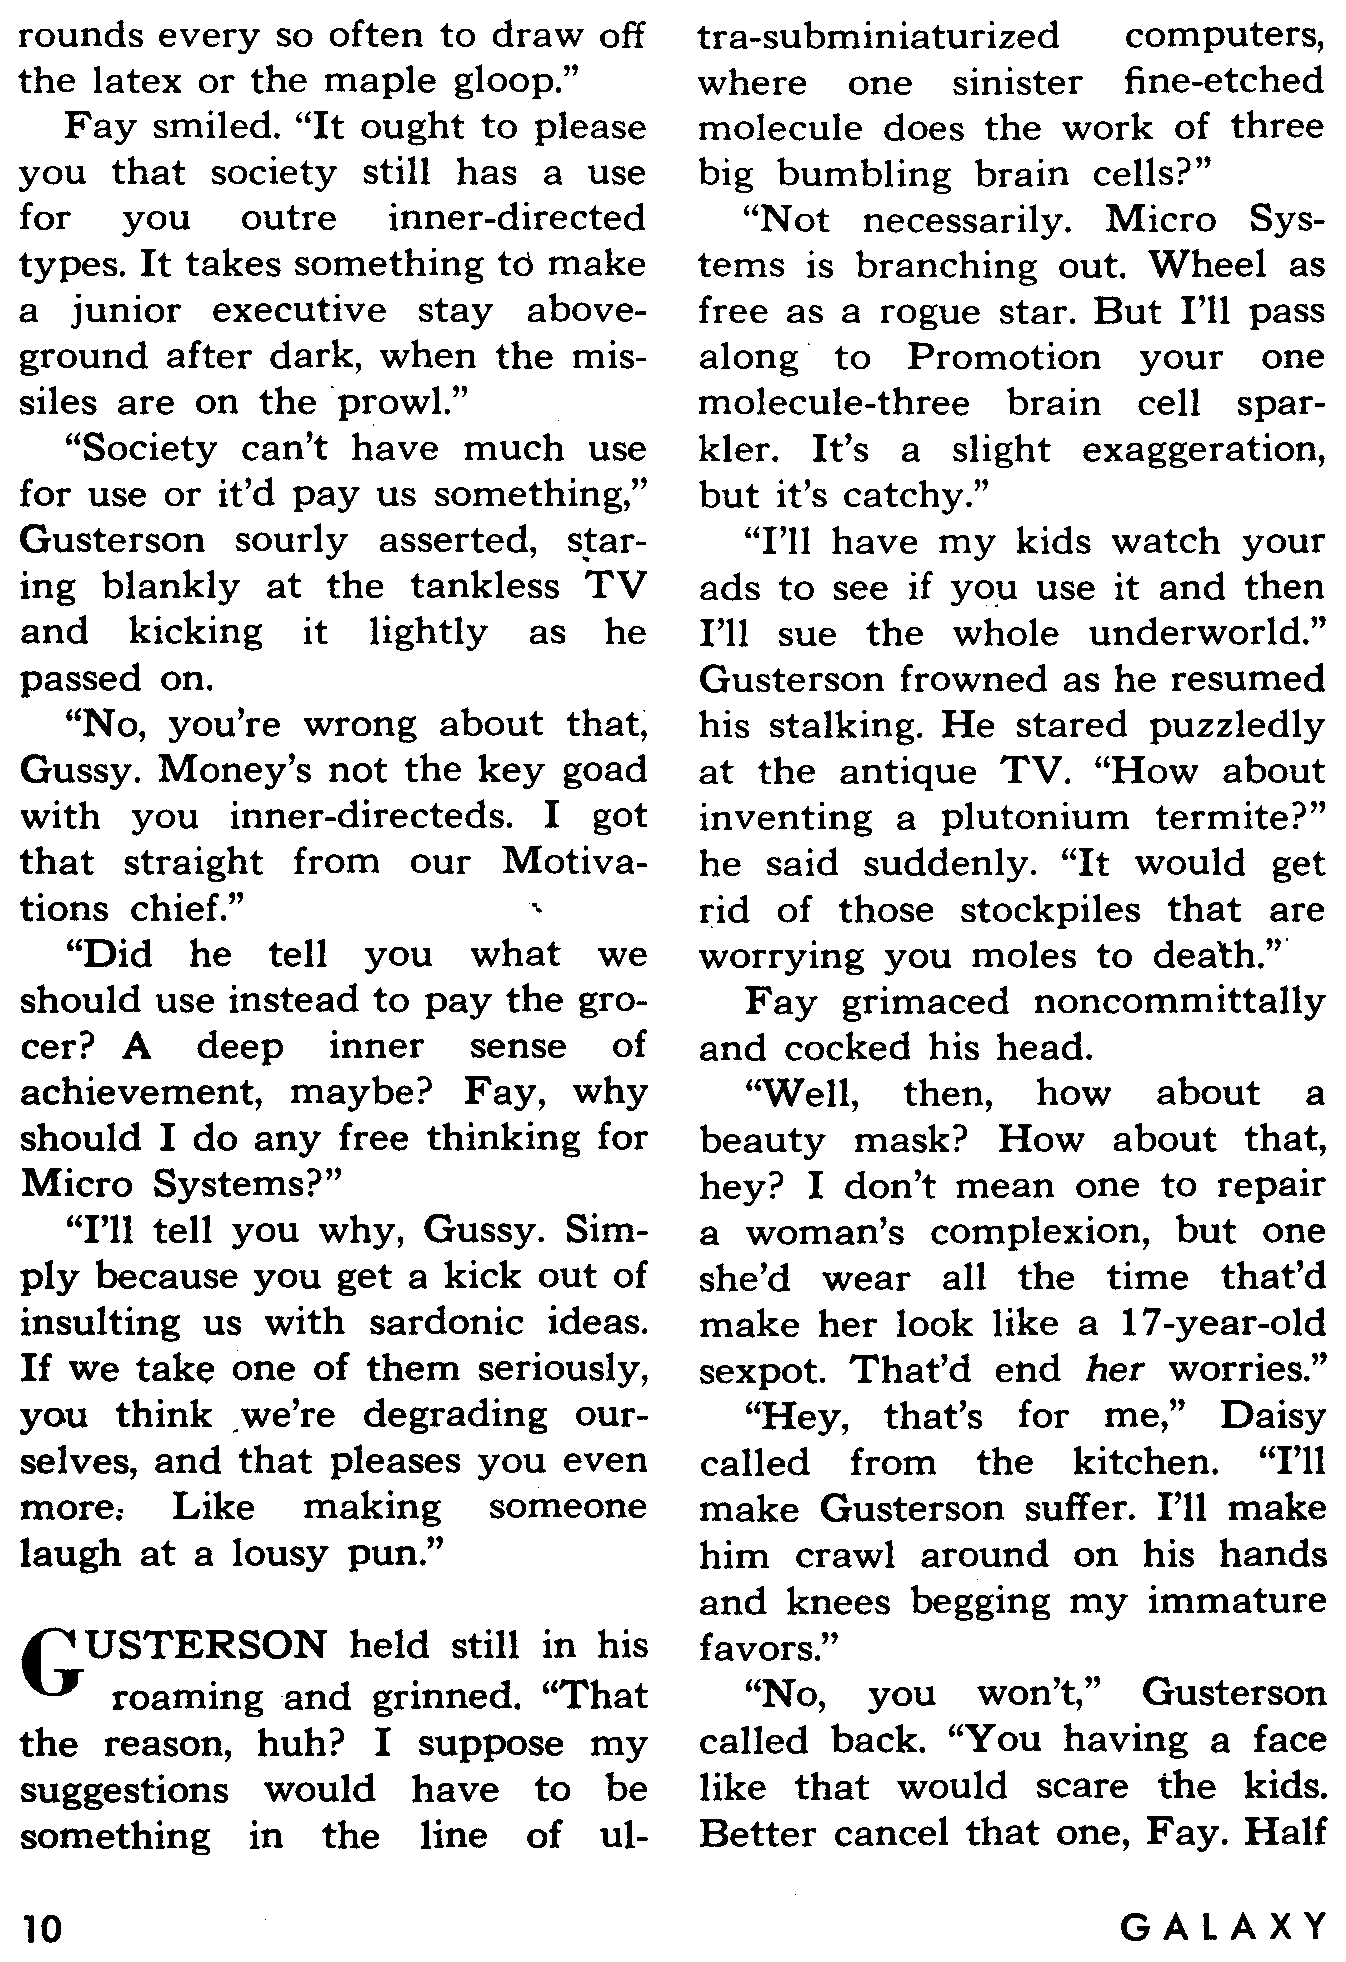 rounds every so often to draw off
the latex or the maple gloop.”
Fay smiled. “It ought to please
you that society still has a use
for you outre inner-directed
types. It takes something to make
a junior executive stay above-
ground after dark, when the mis-
siles are on the prowl.”
“Society can’t have much use
for use or it’d pay us something,”
Gusterson sourly asserted, star-
ing blankly at the tankless TV
and kicking it lightly as he
passed on.
“No, you’re wrong about that,
Gussy. Money’s not the key goad
with you inner-directeds. I got
that straight from our Motiva-
tions chief.”
“Did he tell you what we
should use instead to pay the gro-
cer? A deep inner sense of
achievement, maybe? Fay, why
should I do any free thinking for
Micro Systems?”
“I’ll tell you why, Gussy. Sim-
ply because you get a kick out of
insulting us with sardonic ideas.
If we take one of them seriously,
you think we’re degrading our-
selves, and that pleases you even
more. Like making someone
laugh at a lousy pun.”
GUSTERSON held still in his
roaming and grinned. “That
the reason, huh? I suppose my
suggestions would have to be
something in the line of ul-
tra-subminiaturized computers,
where one sinister fine-etched
molecule does the work of three
big bumbling brain cells?”
“Not necessarily. Micro Sys-
tems is branching out. Wheel as
free as a rogue star. But I’ll pass
along to Promotion your one
molecule-three brain cell spar-
kler. It’s a slight exaggeration,
but it’s catchy.”
“I’ll have my kids watch your
ads to see if you use it and then
I’ll sue the whole underworld.”
Gusterson frowned as he resumed
his stalking. He stared puzzledly
at the antique TV. “How about
inventing a plutonium termite?”
he said suddenly. “It would get
rid of those stockpiles that are
worrying you moles to death.”
Fay grimaced noncommittally
and cocked his head.
“Well, then, how about a
beauty mask? How about that,
hey? I don’t mean one to repair
a woman’s complexion, but one
she’d wear all the time that’d
make her look like a 17-year-old
sexpot. That’d end her worries.”
“Hey, that’s for me,” Daisy
called from the kitchen. “I’ll
make Gusterson suffer. I’ll make
him crawl around on his hands
and knees begging my immature
favors.”
“No, you won’t,” Gusterson
called back. “You having a face
like that would scare the kids.
Better cancel that one, Fay. Half
10
GALAXY